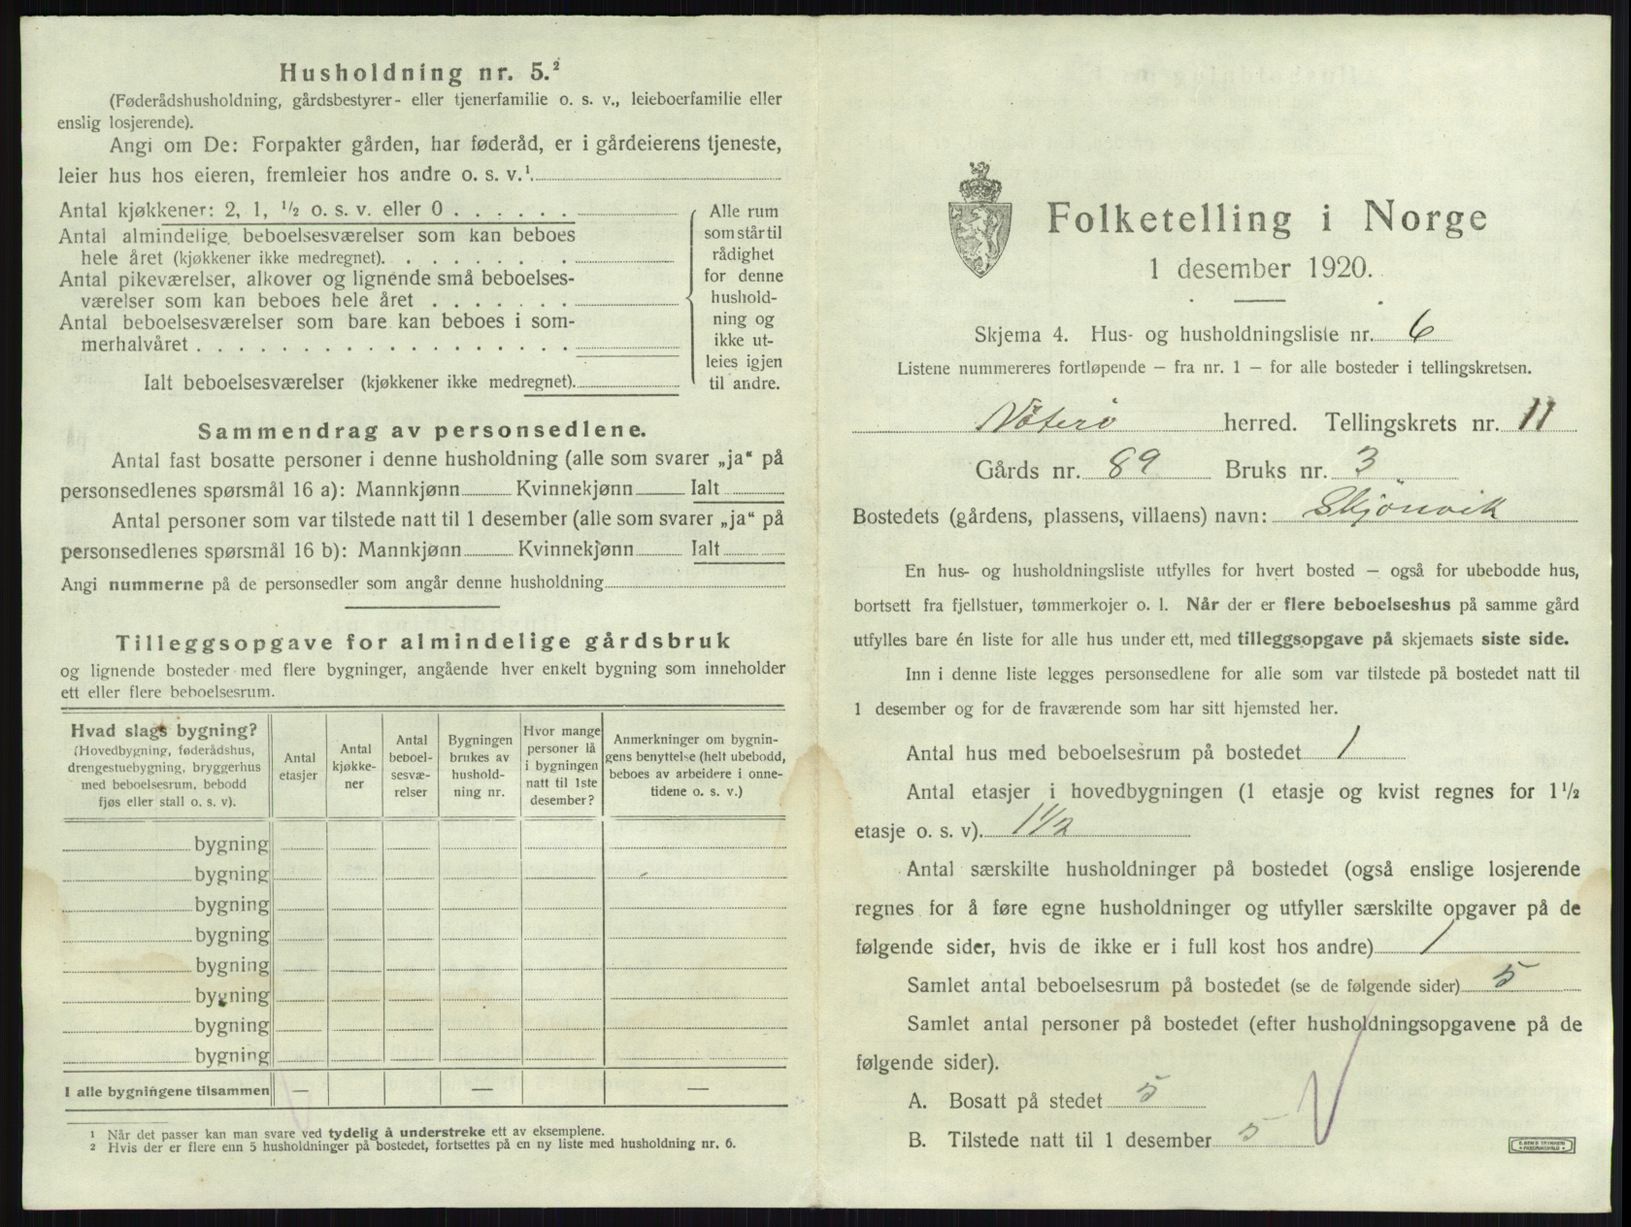 Husholdning nr. 5.²
(Føderådshusholdning, gårdsbestyrer- eller tjenerfamilie o. s. v., leieboerfamilie eller
enslig losjerende).
Angi om De: Forpakter gården, har føderåd, er i gårdeierens tjeneste,
leier hus hos eieren, fremleier hos andre o. s. v.¹
Antal kjøkkener: 2, 1, ½ o. s. v. eller 0 . . . . . .
Antal almindelige beboelsesværelser som kan beboes
hele året (kjøkkener ikke medregnet). . . . . . . .
Antal pikeværelser, alkover og lignende små beboelses-
værelser som kan beboes hele året . . . . . . .
Antal beboelsesværelser som bare kan beboes i som-
merhalvåret . . . . . . . . . . . . . . . . . .
Ialt beboelsesværelser (kjøkkener ikke medregnet).
Alle rum
som står til
rådighet
for denne
hushold-
ning og
ikke ut-
leies igjen
til andre.
Sammendrag av personsedlene.
Antal fast bosatte personer i denne husholdning (alle som svarer „ja“ på
personsedlenes spørsmål 16 a): Mannkjønn Kvinnekjønn Ialt
Antal personer som var tilstede natt til 1 desember (alle som svarer „ja“ på
personsedlenes spørsmål 16 b): Mannkjønn Kvinnekjønn Ialt
Angi nummerne på de personsedler som angår denne husholdning
Tilleggsopgave for almindelige gårdsbruk
og lignende bosteder med flere bygninger, angående hver enkelt bygning som inneholder
ett eller flere beboelsesrum.
Hvad slags bygning?
(Hovedbygning, føderådshus,
drengestuebygning, bryggerhus
med beboelsesrum, bebodd
fjøs eller stall o. s. v).
Antal
etasjer
Antal
kjøkke-
ner
Antal
beboel-
sesvæ-
relser
Bygningen
brukes av
hushold-
ning nr.
Hvor mange
personer lå
i bygningen
natt til 1ste
desember?
Anmerkninger om bygnin-
gens benyttelse (helt ubebodd,
beboes av arbeidere i onne-
tidene o. s. v.)
bygning
bygning
bygning
bygning
bygning
bygning
bygning
bygning
I alle bygningene tilsammen — — —
¹ Når det passer kan man svare ved tydelig å understreke ett av eksemplene.
² Hvis der er flere enn 5 husholdninger på bostedet, fortsettes på en ny liste med husholdning nr. 6.
Folketelling i Norge
1 desember 1920.
Skjema 4. Hus- og husholdningsliste nr. 6
Listene nummereres fortløpende — fra nr. 1 — for alle bosteder i tellingskretsen.
Nøterø herred. Tellingskrets nr. 11
Gårds nr. 89 Bruks nr. 3
Bostedets (gårdens, plassens, villaens) navn: Skjønvik
En hus- og husholdningsliste utfylles for hvert bosted — også for ubebodde hus,
bortsett fra fjellstuer, tømmerkojer o. l. Når der er flere beboelseshus på samme gård
utfylles bare én liste for alle hus under ett, med tilleggsopgave på skjemaets siste side.
Inn i denne liste legges personsedlene for alle som var tilstede på bostedet natt til
1 desember og for de fraværende som har sitt hjemsted her.
Antal hus med beboelsesrum på bostedet 1
Antal etasjer i hovedbygningen (1 etasje og kvist regnes for 1½
etasje o. s. v). 1½
Antal særskilte husholdninger på bostedet (også enslige losjerende
regnes for å føre egne husholdninger og utfyller særskilte opgaver på de
følgende sider, hvis de ikke er i full kost hos andre) 1
Samlet antal beboelsesrum på bostedet (se de følgende sider) 5
Samlet antal personer på bostedet (efter husholdningsopgavene på de
følgende sider).
A. Bosatt på stedet 5
B. Tilstede natt til 1 desember 5